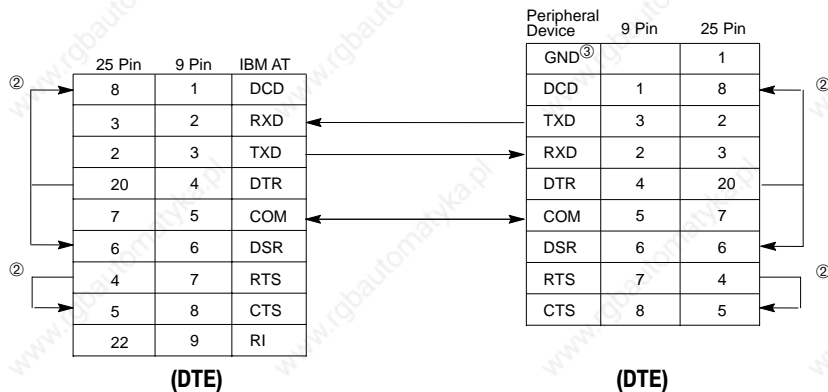 Peripheral
Device 9 Pin 25 Pin
GND③ 1
DCD 1 8
TXD 3 2
RXD 2 3
DTR 4 20
COM 5 7
DSR 6 6
RTS 7 4
CTS 8 5
② ②
(DTE)
25 Pin 9 Pin IBM AT
8 1 DCD
3 2 RXD
2 3 TXD
20 4 DTR
7 5 COM
6 6 DSR
4 7 RTS
5 8 CTS
22 9 RI
② ②
(DTE)
www.rgbautomatyka.pl